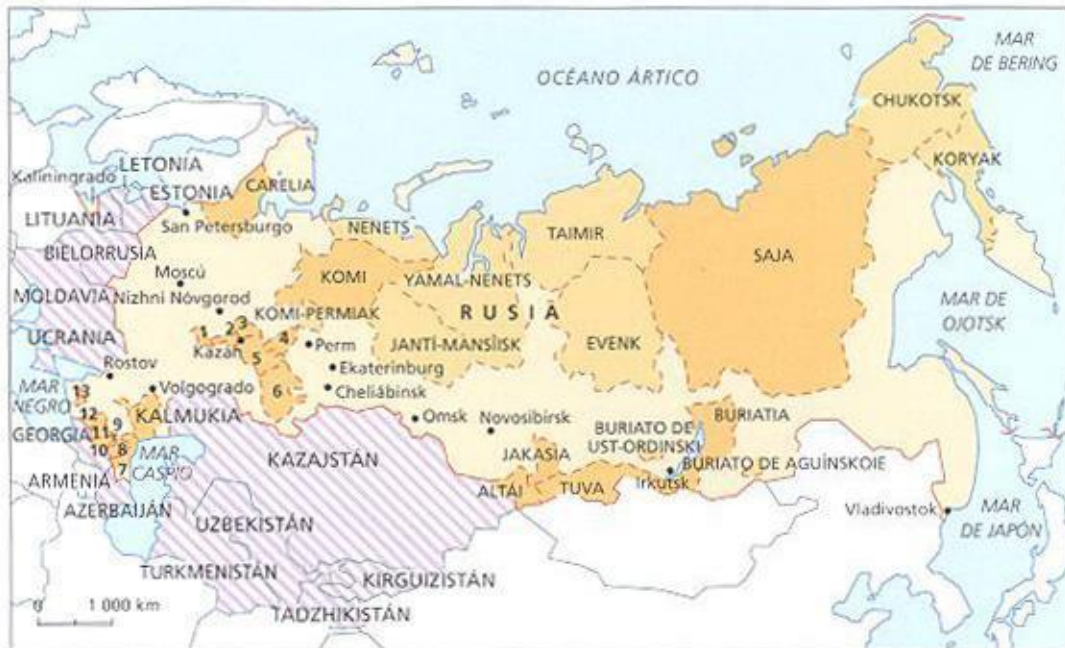 OCÉANO ÁRTICO
MAR
DE BERING
CHUKOTSK
KORYAK
LETONIA
Kaliningrado
ESTONIA
CARELIA
LITUANIA
San Petersburgo
NENETS
TAIMIR
SAJA
BIELORRUSIA
Moscú
KOMI
YAMAL-NENETS
MOLDAVIA
Nizhni Nóvgorod
KOMI-PERMIAK
RUSIA
MAR DE
OJOTSK
UCRANIA
1
2
3
4
Kazán
5
Perm
JANTÍ-MANSÍISK
EVENK
Rostov
Ekaterinburg
MAR
NEGRO
13
Volgogrado
6
Cheliábinsk
12
9
KALMUKIA
Omsk
Novosibirsk
BURIATO DE
UST-ORDINSKI
BURIATIA
GEORGIA
11
10
8
7
MAR
CASPIO
KAZAJSTÁN
JAKASIA
BURIATO DE AGUÍNSKOIE
ARMENIA
ALTÁI
TUVA
Irkutsk
AZERBAIJÁN
UZBEKISTÁN
Vladivostok
MAR
DE JAPÓN
TURKMENISTÁN
KIRGUIZISTÁN
TADZHIKISTÁN
0 1 000 km